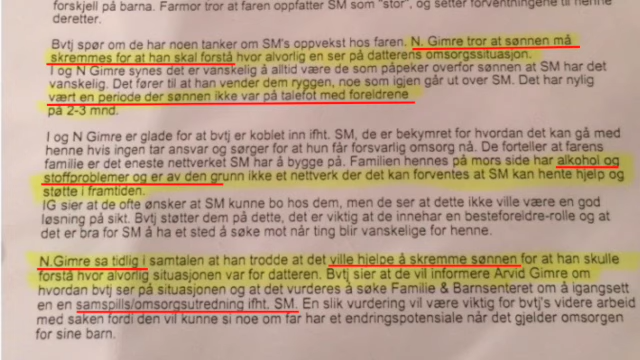 forskjell på barna. Farmor tror at faren oppfatter SM som "stor", og setter forventningene til henne
deretter.
Bvtj spør om de har noen tanker om SM's oppvekst hos faren. N. Gimre tror at sønnen må
skremmes for at han skal forstå hvor alvorlig en ser på datterens omsorgssituasjon.
I og N Gimre synes det er vanskelig å alltid være de som påpeker overfor sønnen at SM har det
vanskelig. Det fører til at han vender dem ryggen, noe som igjen går ut over SM. Det har nylig
vært en periode der sønnen ikke var på talefot med foreldrene
på 2-3 mnd.
I og N Gimre er glade for at bvtj er koblet inn ifht. SM, de er bekymret for hvordan det kan gå med
henne hvis ingen tar ansvar og sørger for at hun får forsvarlig omsorg nå. De forteller at farens
familie er det eneste nettverket SM har å bygge på. Familien hennes på mors side har alkohol og
stoffproblemer og er av den grunn ikke et nettverk der det kan forventes at SM kan hente hjelp og
støtte i framtiden.
IG sier at de ofte ønsker at SM kunne bo hos dem, men de ser at dette ikke ville være en god
løsning på sikt. Bvtj støtter dem på dette, det er viktig at de innehar en besteforeldre-rolle og at
det er bra for SM å ha et sted å søke mot når ting blir vanskelige for henne.
N.Gimre sa tidlig i samtalen at han trodde at det ville hjelpe å skremme sønnen for at han skulle
forstå hvor alvorlig situasjonen var for datteren. Bvtj sier at de vil informere Arvid Gimre om
hvordan bvtj ser på situasjonen og at det vurderes å søke Familie & Barnsenteret om å igangsett
en en samspills/omsorgsutredning ifht. SM. En slik vurdering vil være viktig for bvtj's videre arbeid
med saken fordi den vil kunne si noe om far har et endringspotensiale når det gjelder omsorgen
for sine barn.